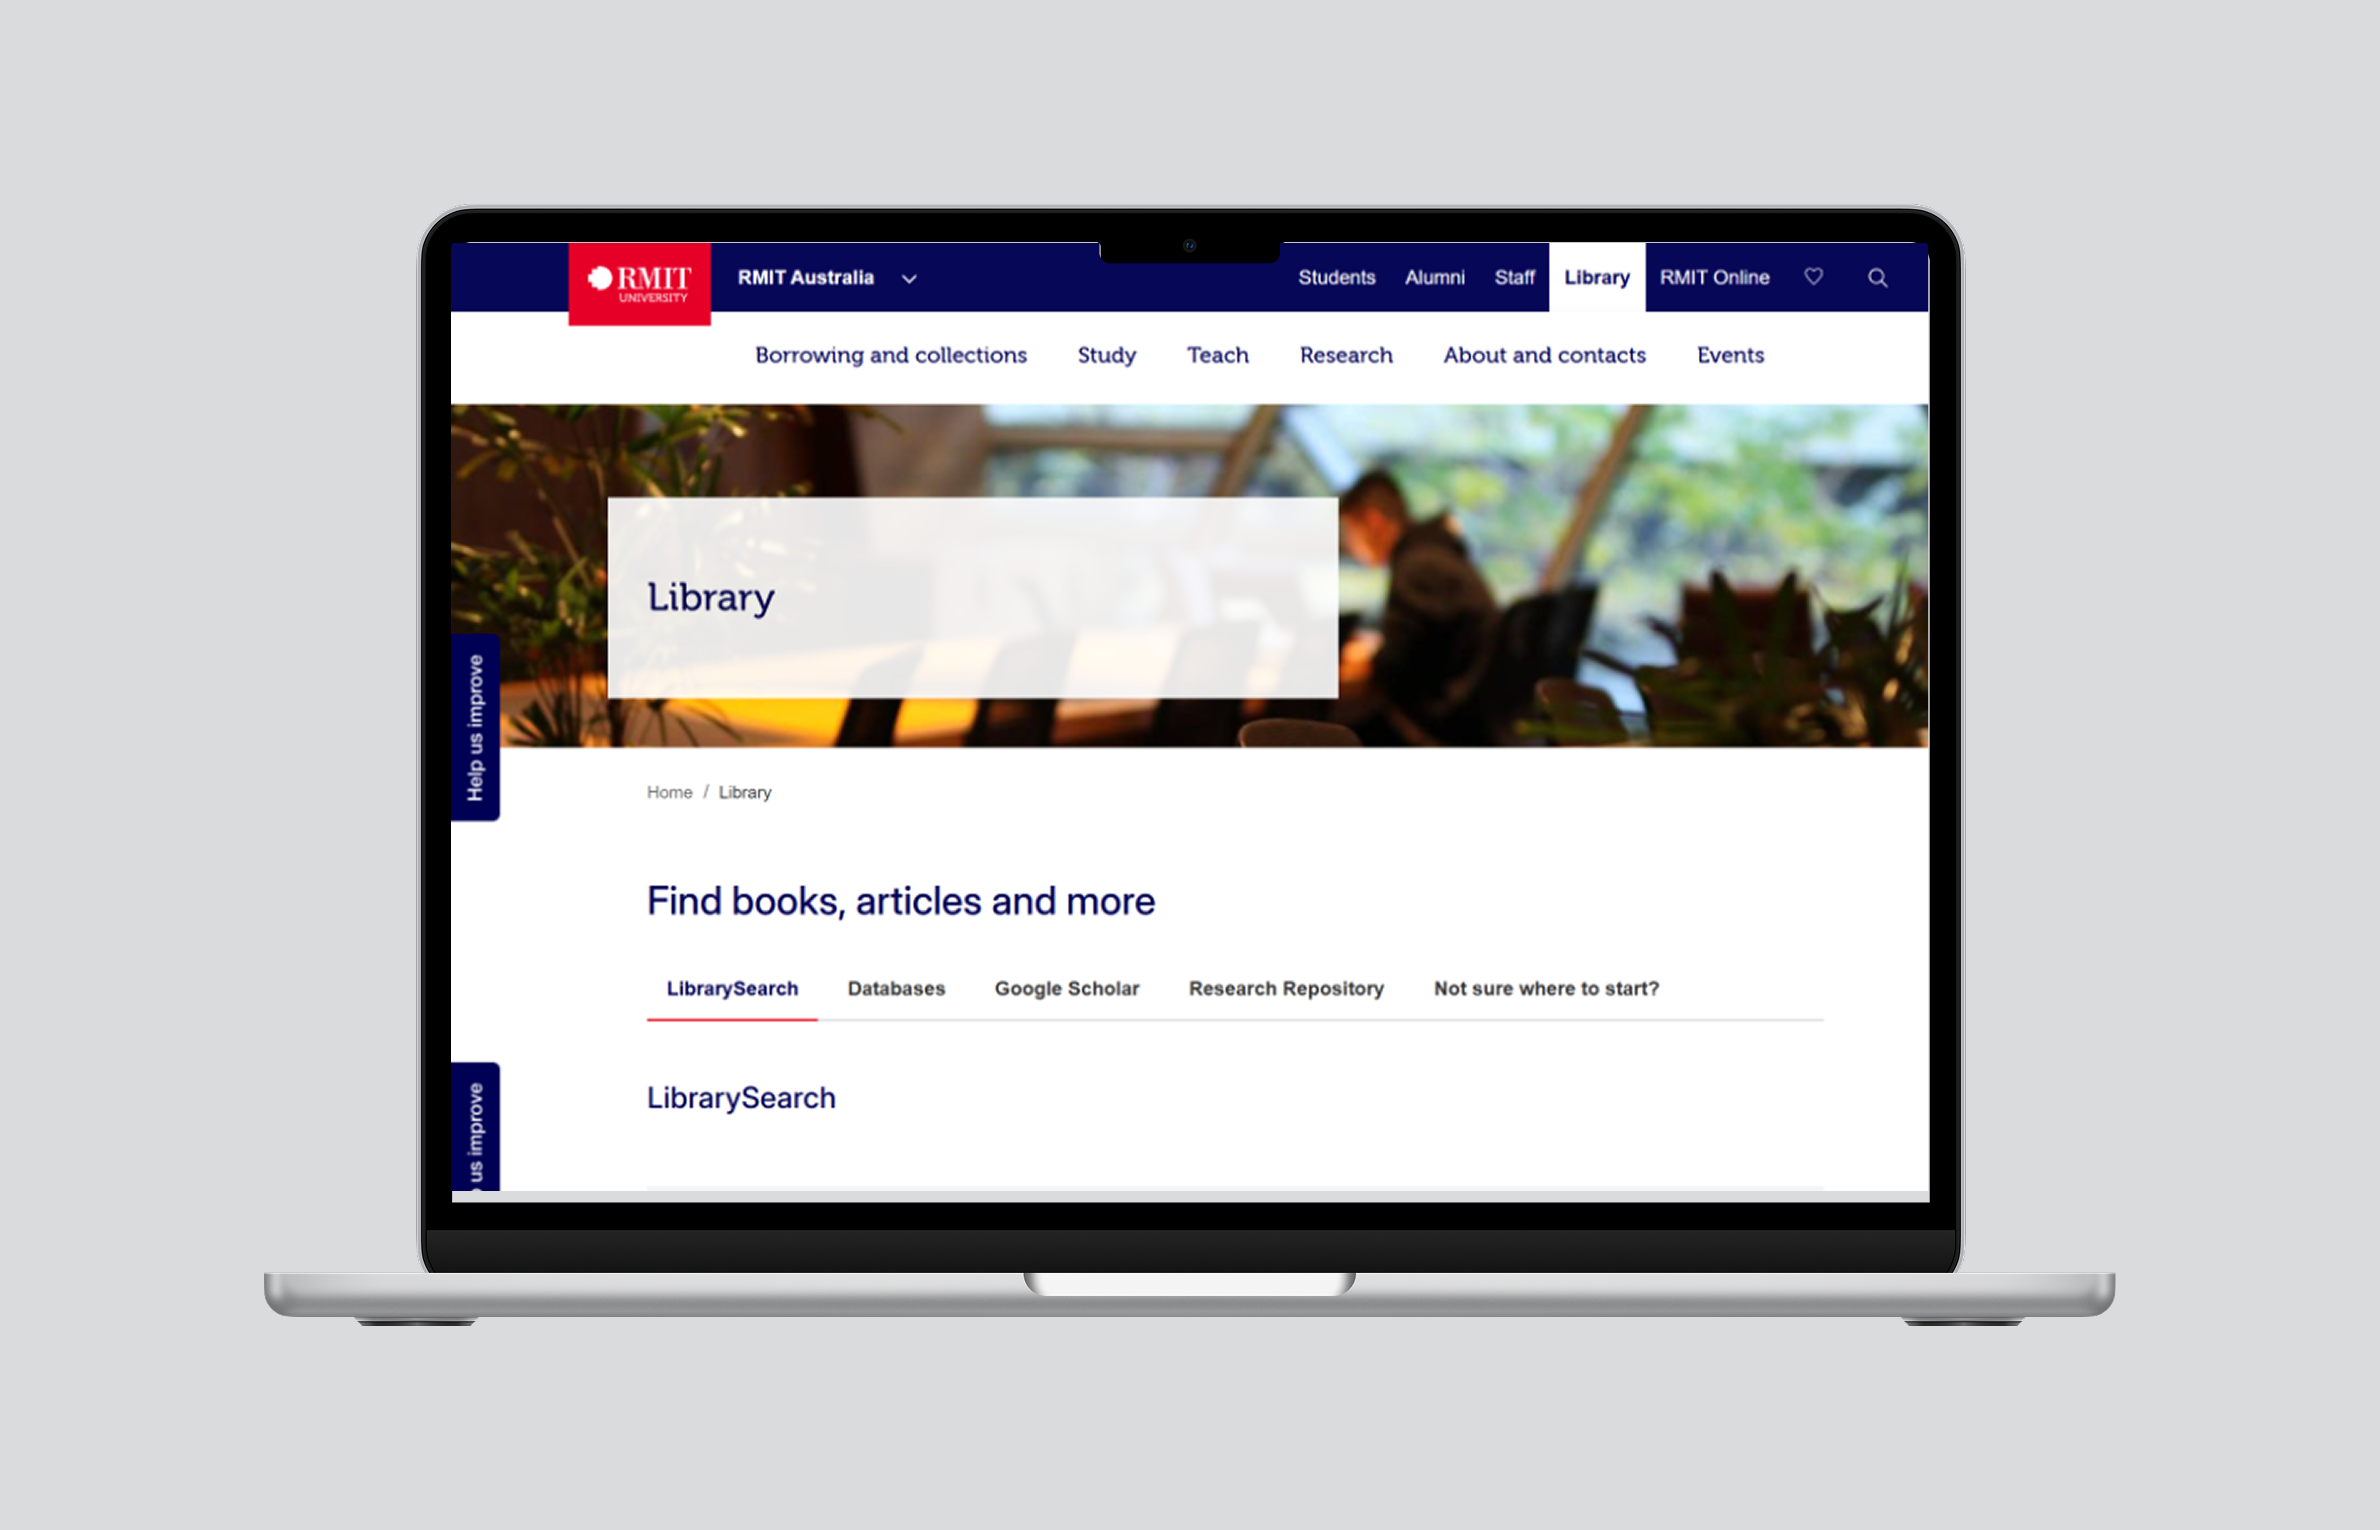 RMIT
UNIVERSITY
RMIT Australia
Students Alumni Staff Library RMIT Online
Borrowing and collections Study Teach Research About and contacts Events
Library
Help us improve
Home / Library
Find books, articles and more
LibrarySearch Databases Google Scholar Research Repository Not sure where to start?
LibrarySearch
us improve